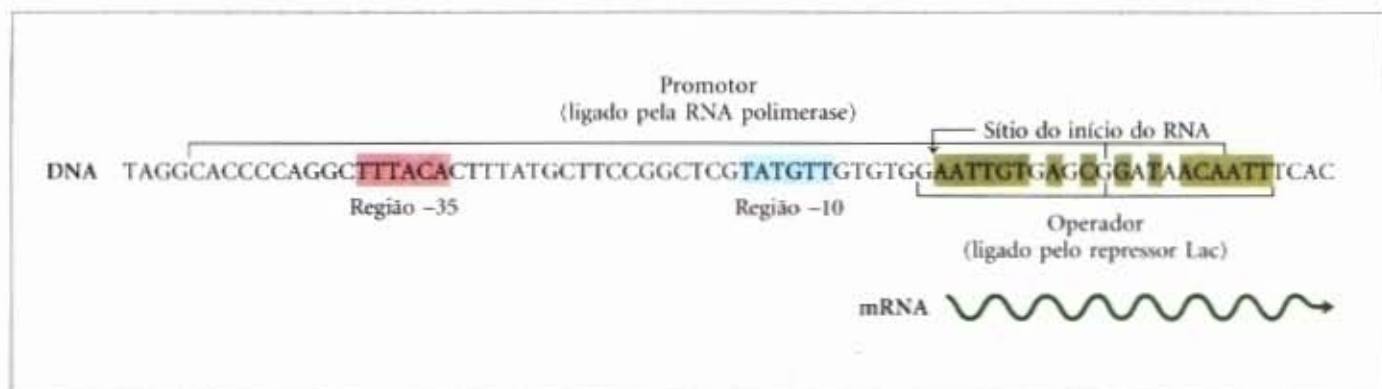 Promotor
(ligado pela RNA polimerase)
Sítio do início do RNA
DNA TAGGCACCCCAGGCTTTACACTTTATGCTTCCGGCTCGTATGTTGTGTGGAATTGTGAGCGGATAACAATTTCAC
Região –35 Região –10
Operador
(ligado pelo repressor Lac)
mRNA